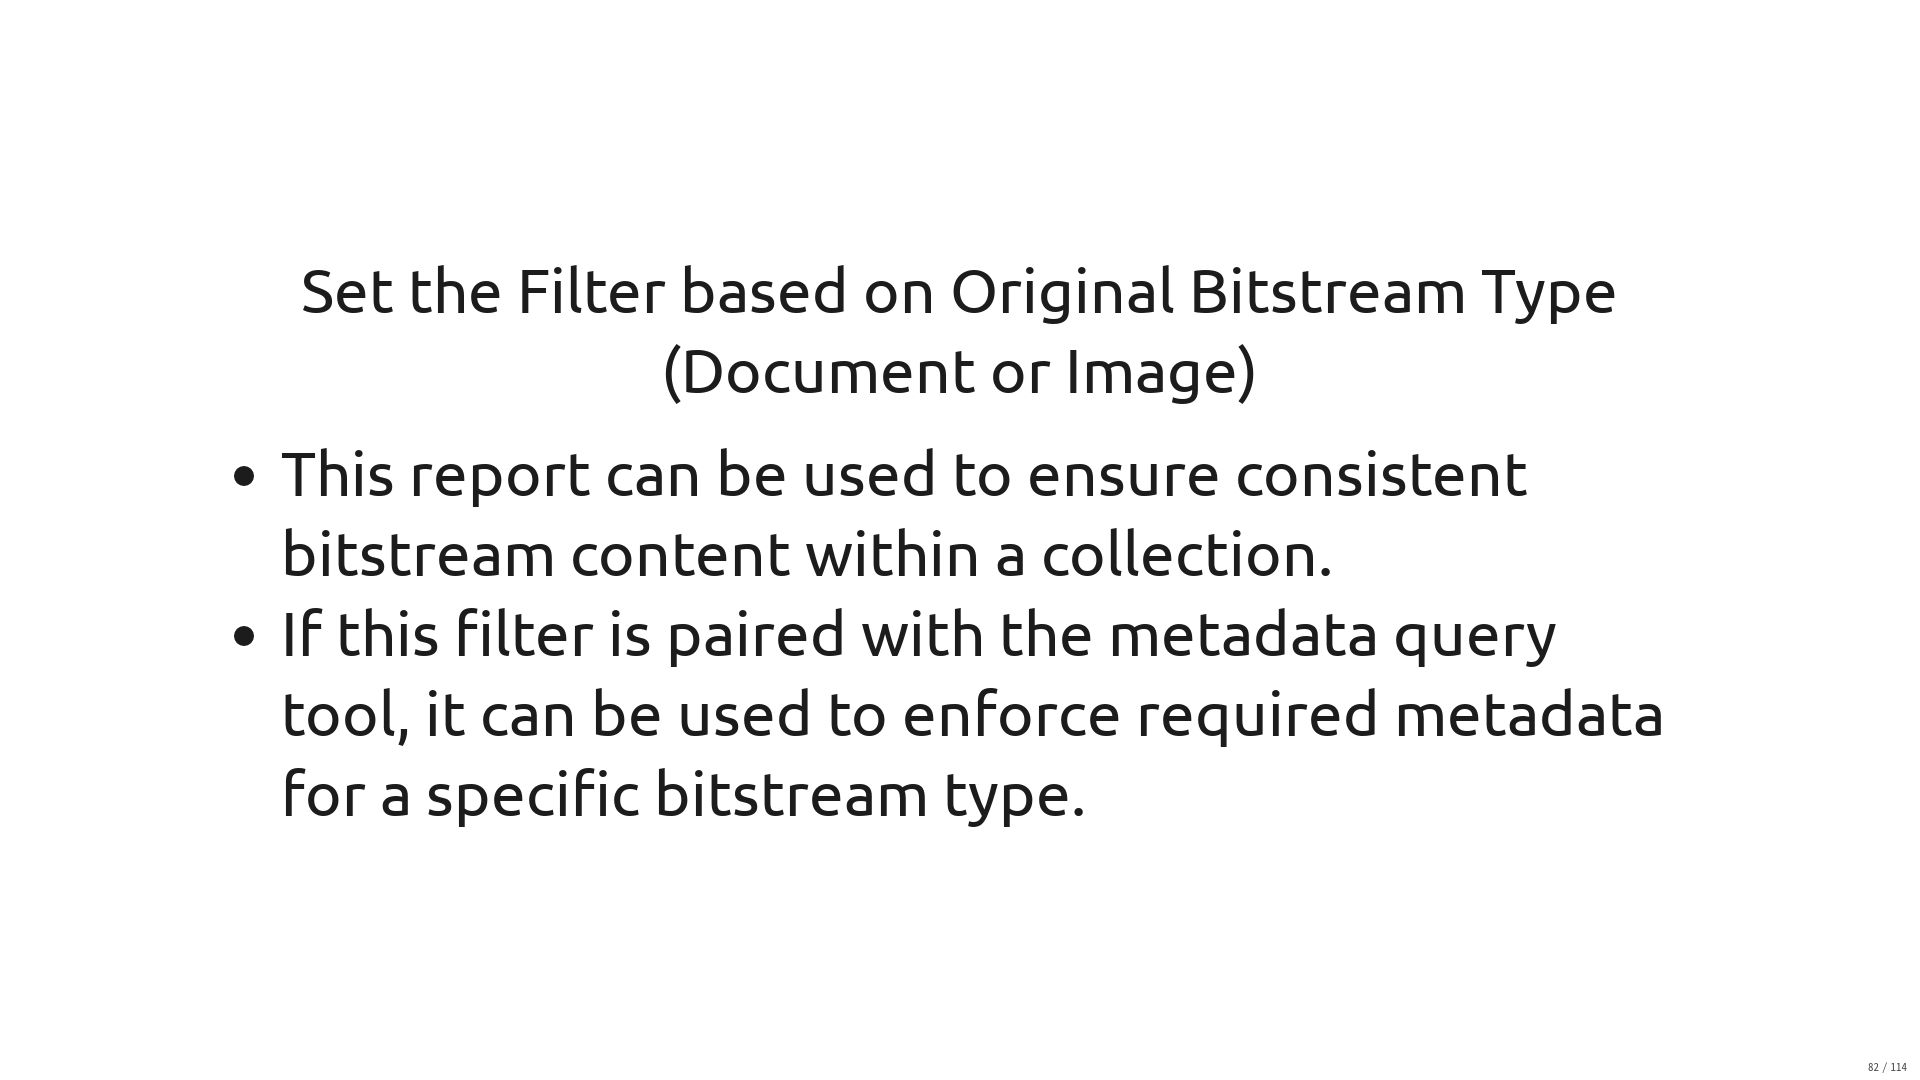 Set the Filter based on Original Bitstream Type
(Document or Image)
• This report can be used to ensure consistent
bitstream content within a collection.
• If this filter is paired with the metadata query
tool, it can be used to enforce required metadata
for a specific bitstream type.
82 / 114